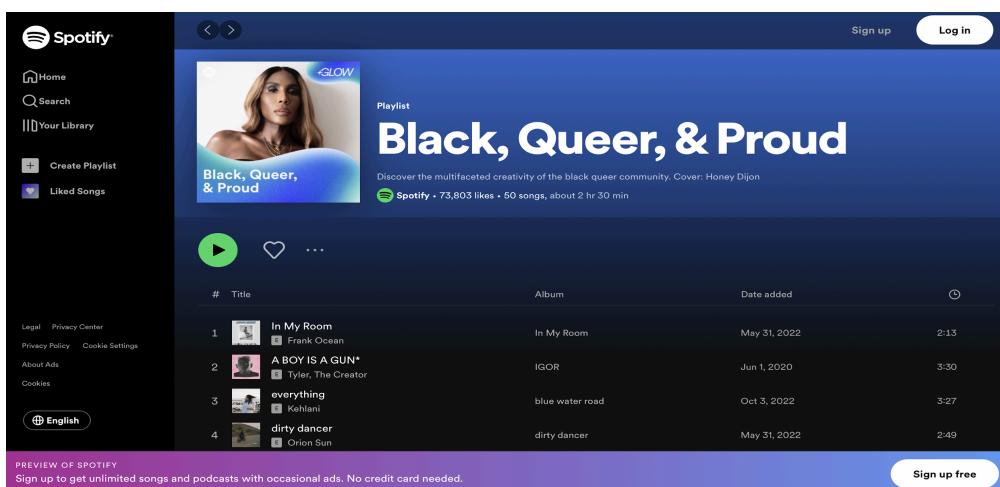 Spotify
Home
Search
Your Library
Create Playlist
Liked Songs
Legal Privacy Center
Privacy Policy Cookie Settings
About Ads
Cookies
English
Sign up Log in
GLOW
Black, Queer,
& Proud
Playlist
Black, Queer, & Proud
Discover the multifaceted creativity of the black queer community. Cover: Honey Dijon
Spotify • 73,803 likes • 50 songs, about 2 hr 30 min
# Title Album Date added
1 In My Room In My Room May 31, 2022 2:13
E Frank Ocean
2 A BOY IS A GUN* IGOR Jun 1, 2020 3:30
E Tyler, The Creator
3 everything blue water road Oct 3, 2022 3:27
E Kehlani
4 dirty dancer dirty dancer May 31, 2022 2:49
E Orion Sun
PREVIEW OF SPOTIFY
Sign up to get unlimited songs and podcasts with occasional ads. No credit card needed.
Sign up free